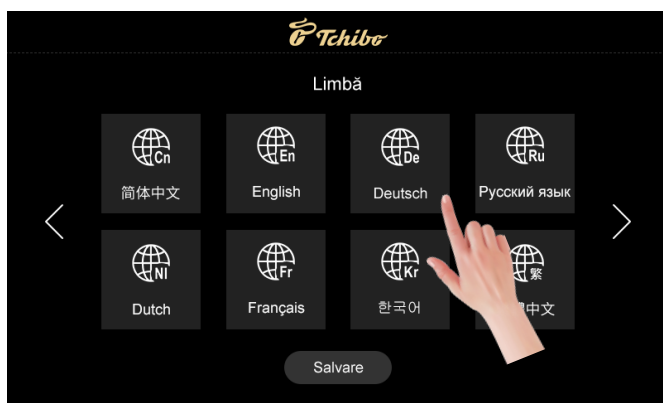 Tchibo
Limbă
Cn
En
De
Ru
简体中文
English
Deutsch
Русский язык
Nl
Fr
Kr
繁
Dutch
Français
한국어
中文
Salvare